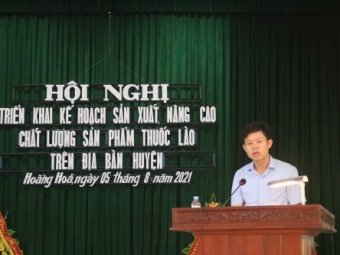 HỘI NGHỊ
TRIỂN KHAI KẾ HOẠCH SẢN XUẤT, NÂNG CAO
CHẤT LƯỢNG SẢN PHẨM THUỐC LÀO
TRÊN ĐỊA BÀN HUYỆN
Hoằng Hoá, ngày 05 tháng 8 năm 2021